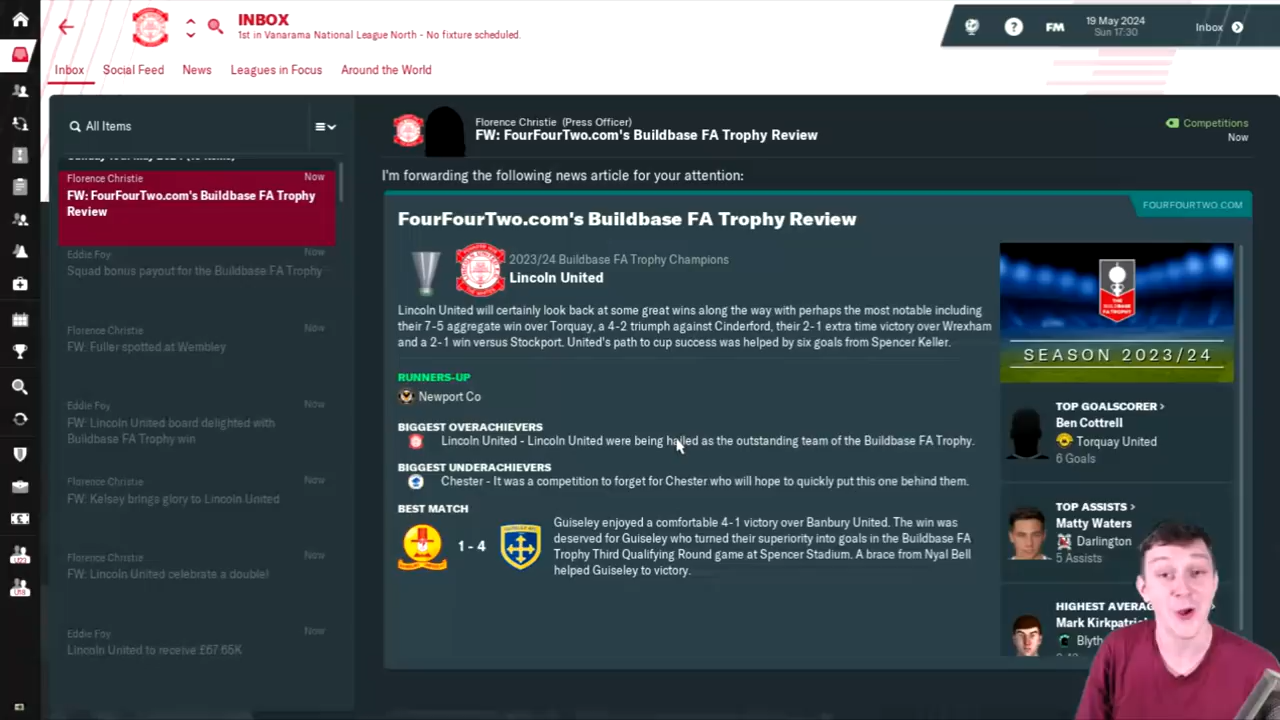 INBOX
1st in Vanarama National League North - No fixture scheduled.
FM
19 May 2024
Sun 17:30
Inbox
Inbox
Social Feed
News
Leagues in Focus
Around the World
All Items
Florence Christie
Now
FW: FourFourTwo.com's Buildbase FA Trophy
Review
Eddie Foy
Now
Squad bonus payout for the Buildbase FA Trophy
Florence Christie
Now
FW: Fuller spotted at Wembley
Eddie Foy
Now
FW: Lincoln United board delighted with
Buildbase FA Trophy win
Florence Christie
Now
FW: Kelsey brings glory to Lincoln United
Florence Christie
Now
FW: Lincoln United celebrates a double!
Eddie Foy
Now
Lincoln United to receive £67.65K
Florence Christie (Press Officer)
FW: FourFourTwo.com's Buildbase FA Trophy Review
Competitions
Now
I'm forwarding the following news article for your attention:
FOURFOURTWO.COM
FourFourTwo.com's Buildbase FA Trophy Review
2023/24 Buildbase FA Trophy Champions
Lincoln United
Lincoln United will certainly look back at some great wins along the way with perhaps the most notable including
their 7-5 aggregate win over Torquay, a 4-2 triumph against Cinderford, their 2-1 extra time victory over Wrexham
and a 2-1 win versus Stockport. United's path to cup success was helped by six goals from Spencer Keller.
RUNNERS-UP
Newport Co
BIGGEST OVERACHIEVERS
Lincoln United - Lincoln United were being hailed as the outstanding team of the Buildbase FA Trophy.
BIGGEST UNDERACHIEVERS
Chester - It was a competition to forget for Chester who will hope to quickly put this one behind them.
BEST MATCH
1 - 4
Guiseley enjoyed a comfortable 4-1 victory over Banbury United. The win was
deserved for Guiseley who turned their superiority into goals in the Buildbase FA
Trophy Third Qualifying Round game at Spencer Stadium. A brace from Nyal Bell
helped Guiseley to victory.
SEASON 2023/24
TOP GOALSCORER >
Ben Cottrell
Torquay United
6 Goals
TOP ASSISTS >
Matty Waters
Darlington
5 Assists
HIGHEST
Mark
Blyth